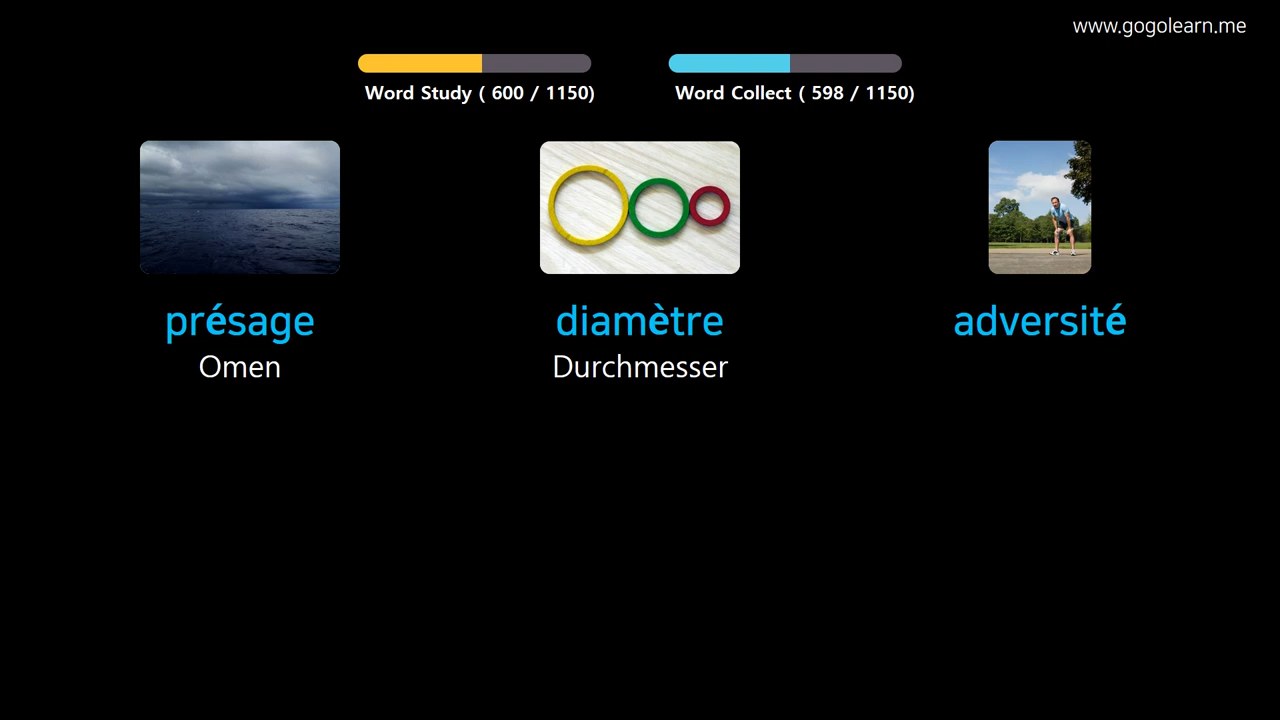 www.gogolearn.me
Word Study ( 600 / 1150)
Word Collect ( 598 / 1150)
présage
Omen
diamètre
Durchmesser
adversité